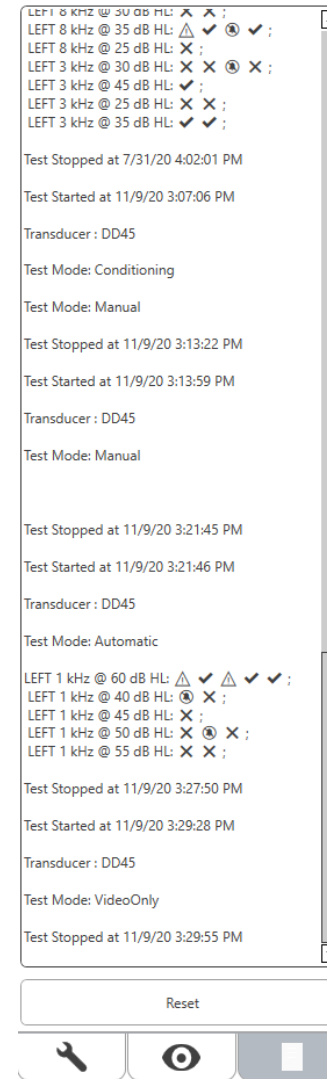 LEFT 8 kHz @ 30 dB HL: ✕ ✕ ;
LEFT 8 kHz @ 35 dB HL: ⚠ ✔ 🔕 ✔ ;
LEFT 8 kHz @ 25 dB HL: ✕ ;
LEFT 3 kHz @ 30 dB HL: ✕ ✕ 🔕 ✕ ;
LEFT 3 kHz @ 45 dB HL: ✔ ;
LEFT 3 kHz @ 25 dB HL: ✕ ✕ ;
LEFT 3 kHz @ 35 dB HL: ✔ ✔ ;
Test Stopped at 7/31/20 4:02:01 PM
Test Started at 11/9/20 3:07:06 PM
Transducer : DD45
Test Mode: Conditioning
Test Mode: Manual
Test Stopped at 11/9/20 3:13:22 PM
Test Started at 11/9/20 3:13:59 PM
Transducer : DD45
Test Mode: Manual
Test Stopped at 11/9/20 3:21:45 PM
Test Started at 11/9/20 3:21:46 PM
Transducer : DD45
Test Mode: Automatic
LEFT 1 kHz @ 60 dB HL: ⚠ ✔ ⚠ ✔ ✔ ;
LEFT 1 kHz @ 40 dB HL: 🔕 ✕ ;
LEFT 1 kHz @ 45 dB HL: ✕ ;
LEFT 1 kHz @ 50 dB HL: ✕ 🔕 ✕ ;
LEFT 1 kHz @ 55 dB HL: ✕ ✕ ;
Test Stopped at 11/9/20 3:27:50 PM
Test Started at 11/9/20 3:29:28 PM
Transducer : DD45
Test Mode: VideoOnly
Test Stopped at 11/9/20 3:29:55 PM
Reset